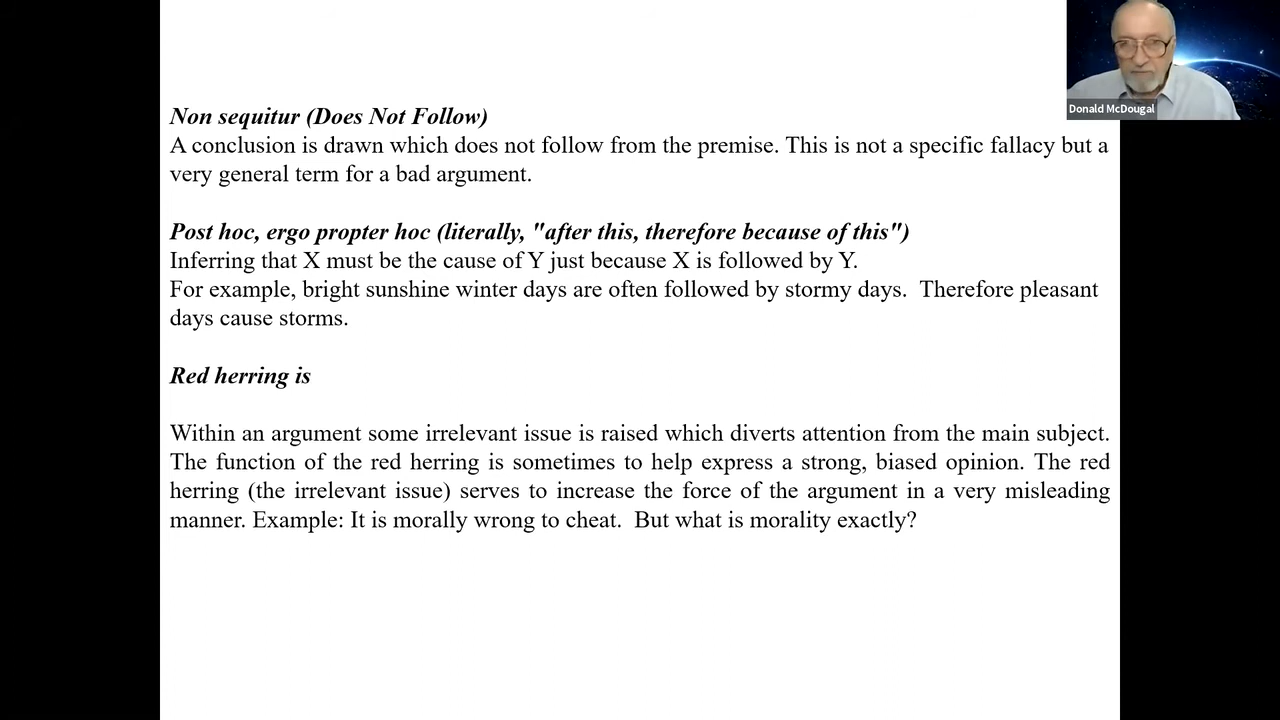 Donald McDougal
Non sequitur (Does Not Follow)
A conclusion is drawn which does not follow from the premise. This is not a specific fallacy but a
very general term for a bad argument.
Post hoc, ergo propter hoc (literally, "after this, therefore because of this")
Inferring that X must be the cause of Y just because X is followed by Y.
For example, bright sunshine winter days are often followed by stormy days.  Therefore pleasant
days cause storms.
Red herring is
Within an argument some irrelevant issue is raised which diverts attention from the main subject.
The function of the red herring is sometimes to help express a strong, biased opinion. The red
herring (the irrelevant issue) serves to increase the force of the argument in a very misleading
manner. Example: It is morally wrong to cheat.  But what is morality exactly?